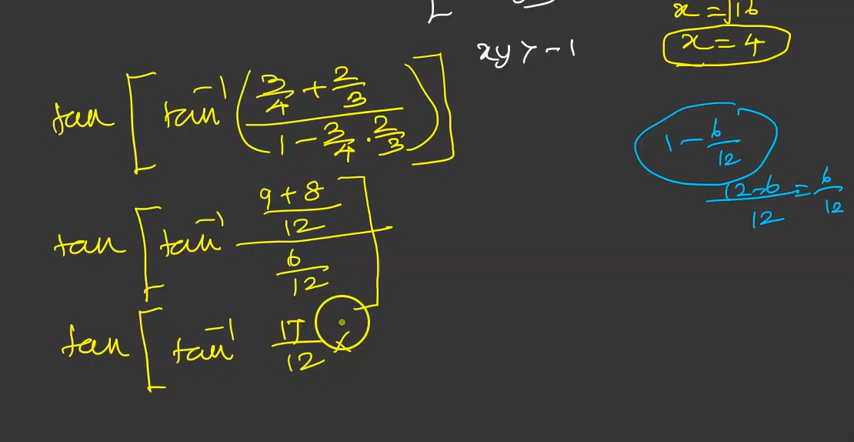 x = √16
x = 4
xy > -1
tan [ tan⁻¹ ( (3/4 + 2/3) / (1 - 3/4 · 2/3) ) ]
1 - 6/12
(12-6)/12 = 6/12
tan [ tan⁻¹ ((9+8)/12) / (6/12) ]
tan [ tan⁻¹ 17/12 ×